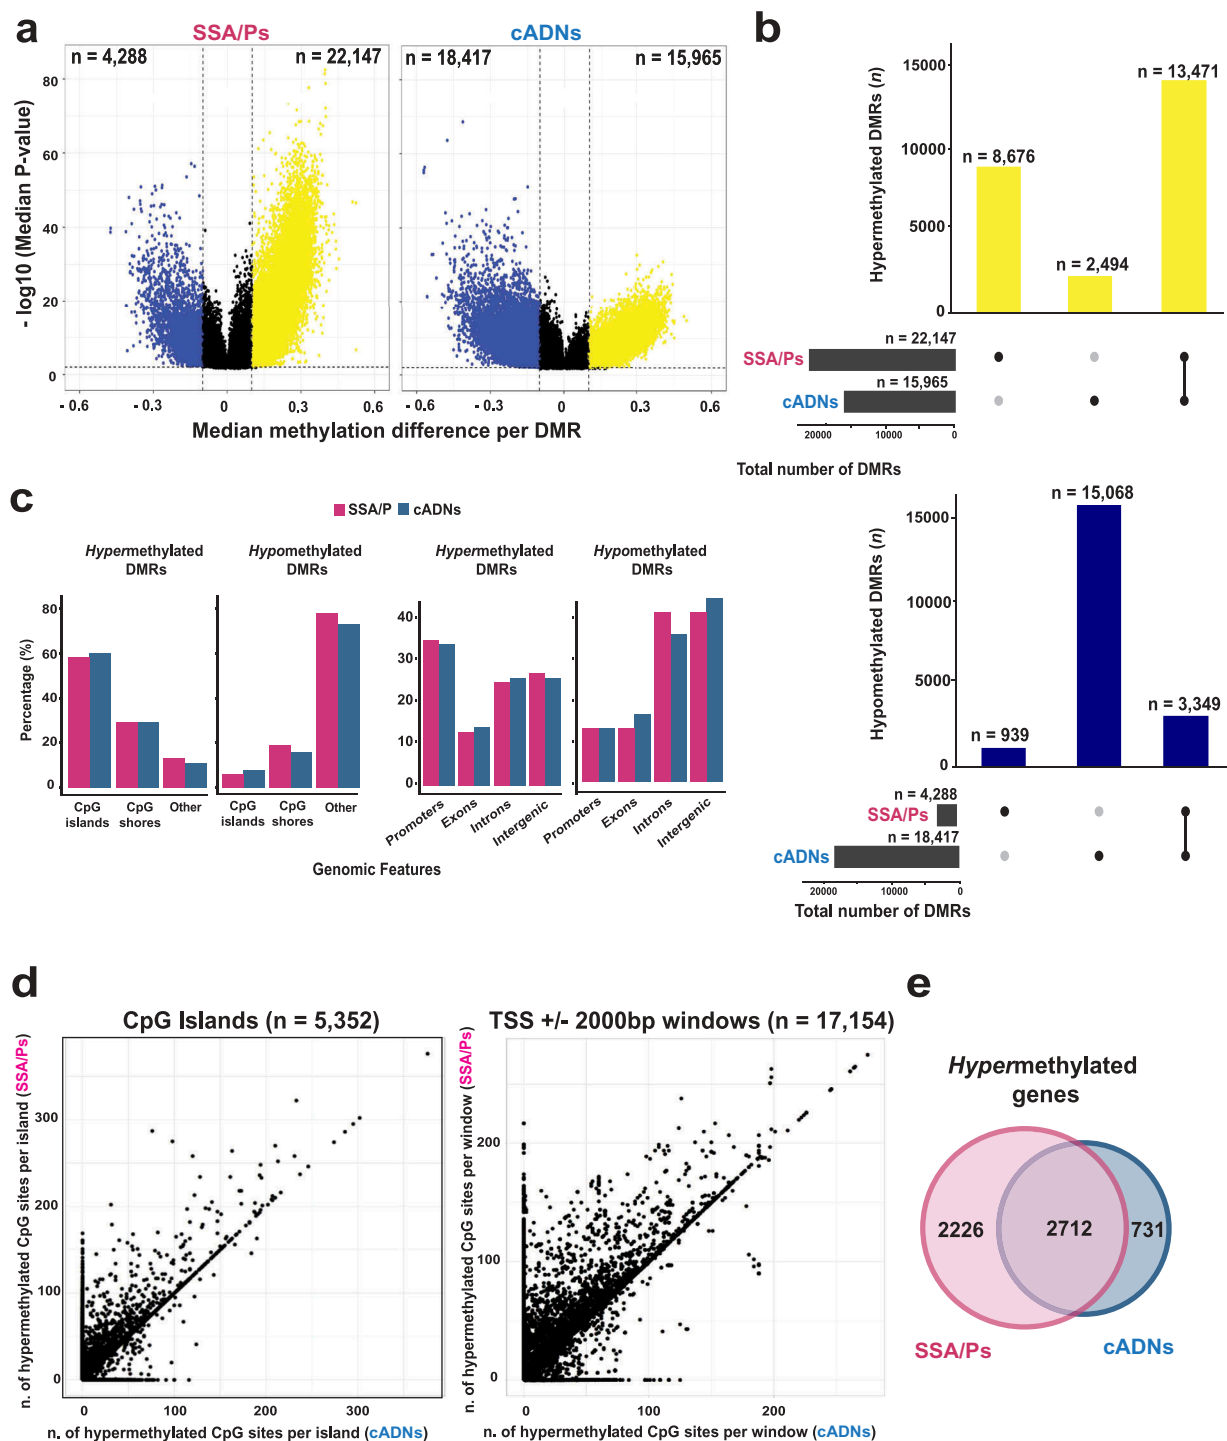 a
SSA/Ps
cADNs
n = 4,288
n = 22,147
n = 18,417
n = 15,965
- log10 (Median P-value)
80
60
40
20
0
- 0.6
- 0.3
0
0.3
0.6
- 0.6
- 0.3
0
0.3
0.6
Median methylation difference per DMR
b
Hypermethylated DMRs (n)
15000
10000
5000
0
n = 8,676
n = 2,494
n = 13,471
n = 22,147
SSA/Ps
n = 15,965
cADNs
20000
10000
0
Total number of DMRs
Hypomethylated DMRs (n)
15000
10000
5000
0
n = 939
n = 15,068
n = 3,349
n = 4,288
SSA/Ps
n = 18,417
cADNs
20000
10000
0
Total number of DMRs
c
SSA/P
cADNs
Hypermethylated
DMRs
Hypomethylated
DMRs
Hypermethylated
DMRs
Hypomethylated
DMRs
Percentage (%)
80
60
40
20
0
40
30
20
10
0
CpG
islands
CpG
shores
Other
CpG
islands
CpG
shores
Other
Promoters
Exons
Introns
Intergenic
Promoters
Exons
Introns
Intergenic
Genomic Features
d
CpG Islands (n = 5,352)
n. of hypermethylated CpG sites per island (SSA/Ps)
300
200
100
0
0
100
200
300
n. of hypermethylated CpG sites per island (cADNs)
TSS +/- 2000bp windows (n = 17,154)
n. of hypermethylated CpG sites per window (SSA/Ps)
200
100
0
0
100
200
n. of hypermethylated CpG sites per window (cADNs)
e
Hypermethylated
genes
2226
2712
731
SSA/Ps
cADNs